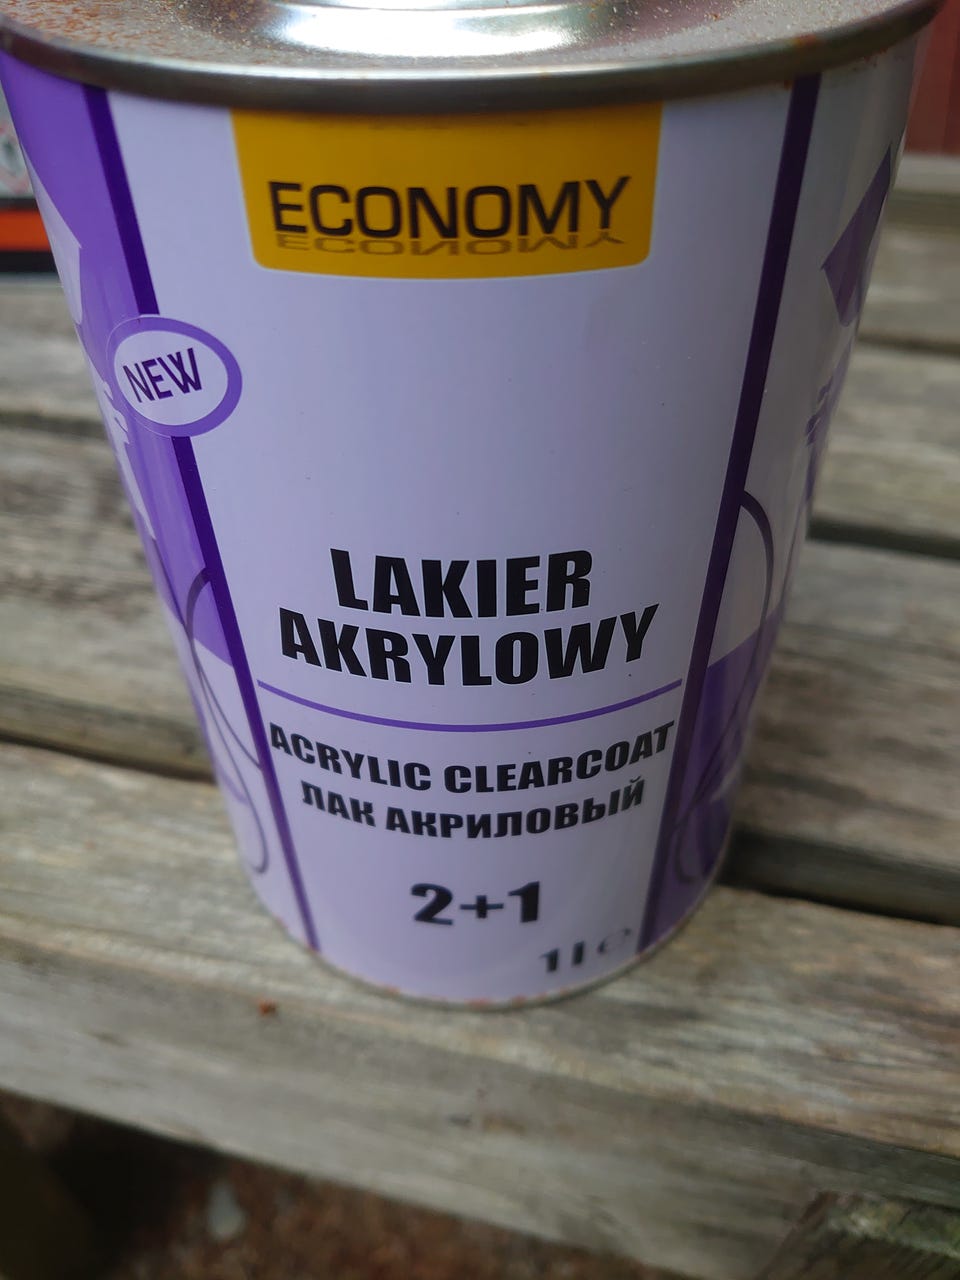 ECONOMY
NEW
LAKIER
AKRYLOWY
ACRYLIC CLEARCOAT
ЛАК АКРИЛОВЫЙ
2+1
1l e